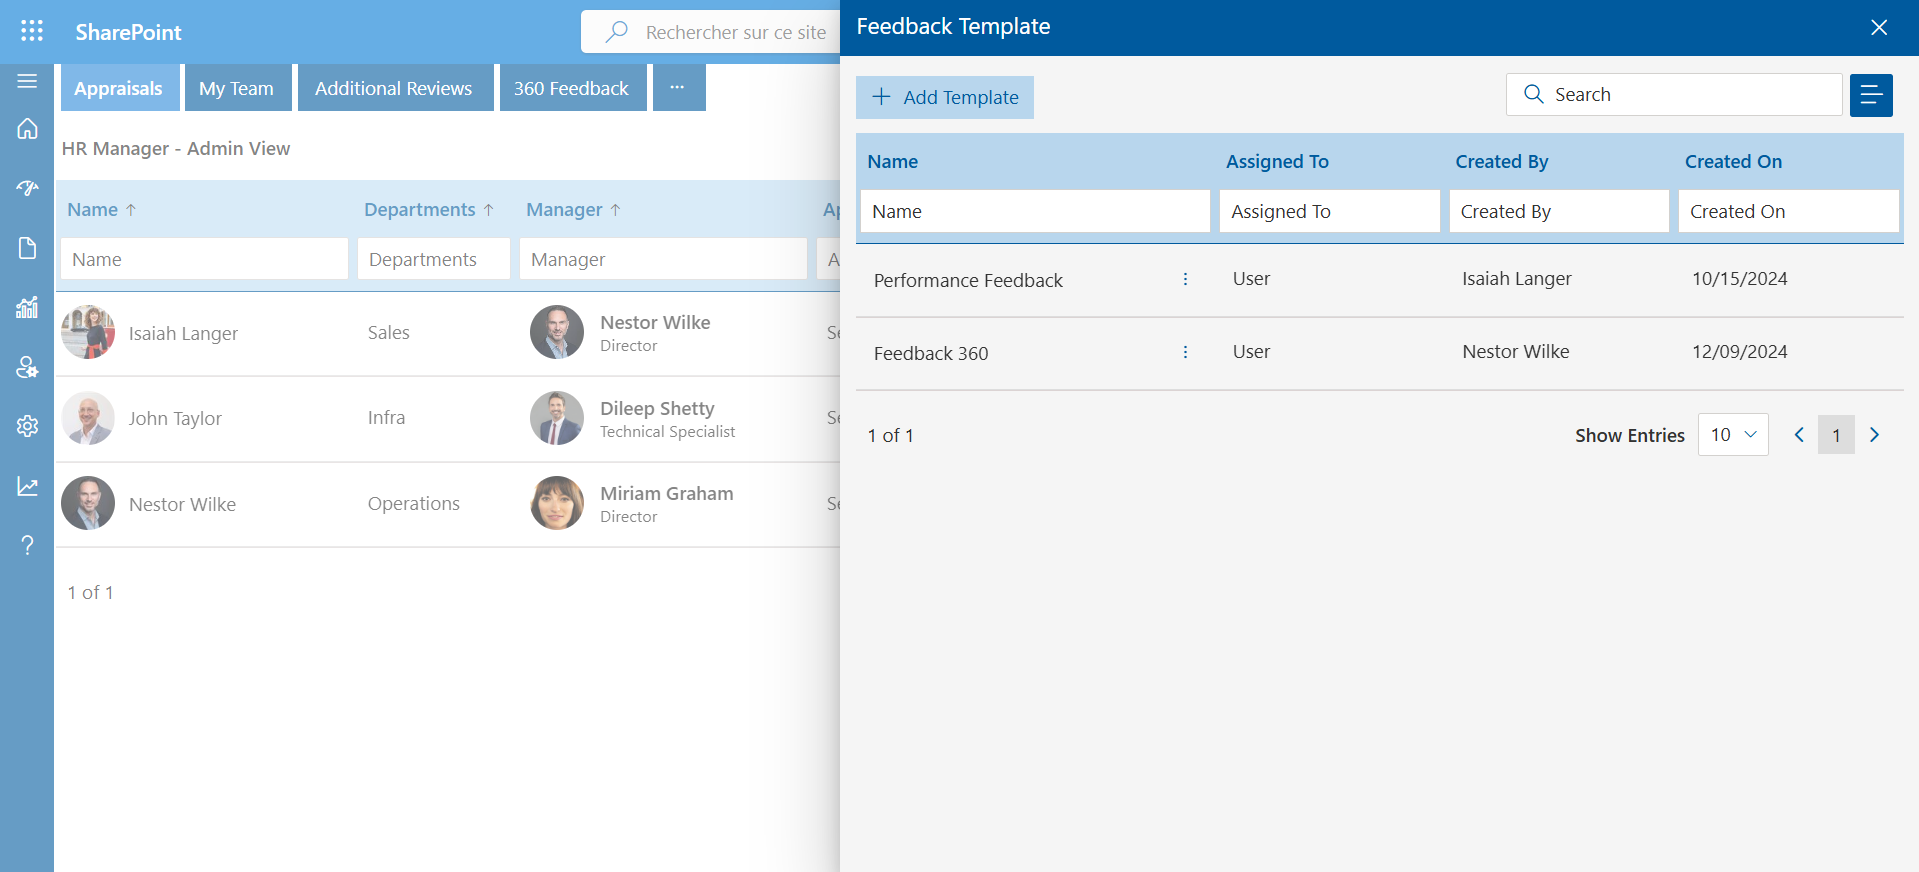 SharePoint
Rechercher sur ce site
Appraisals
My Team
Additional Reviews
360 Feedback
...
HR Manager - Admin View
Name
Departments
Manager
Name
Departments
Manager
Isaiah Langer
Sales
Nestor Wilke
Director
John Taylor
Infra
Dileep Shetty
Technical Specialist
Nestor Wilke
Operations
Miriam Graham
Director
1 of 1
Feedback Template
Add Template
Search
Name
Assigned To
Created By
Created On
Name
Assigned To
Created By
Created On
Performance Feedback
User
Isaiah Langer
10/15/2024
Feedback 360
User
Nestor Wilke
12/09/2024
1 of 1
Show Entries
10
1